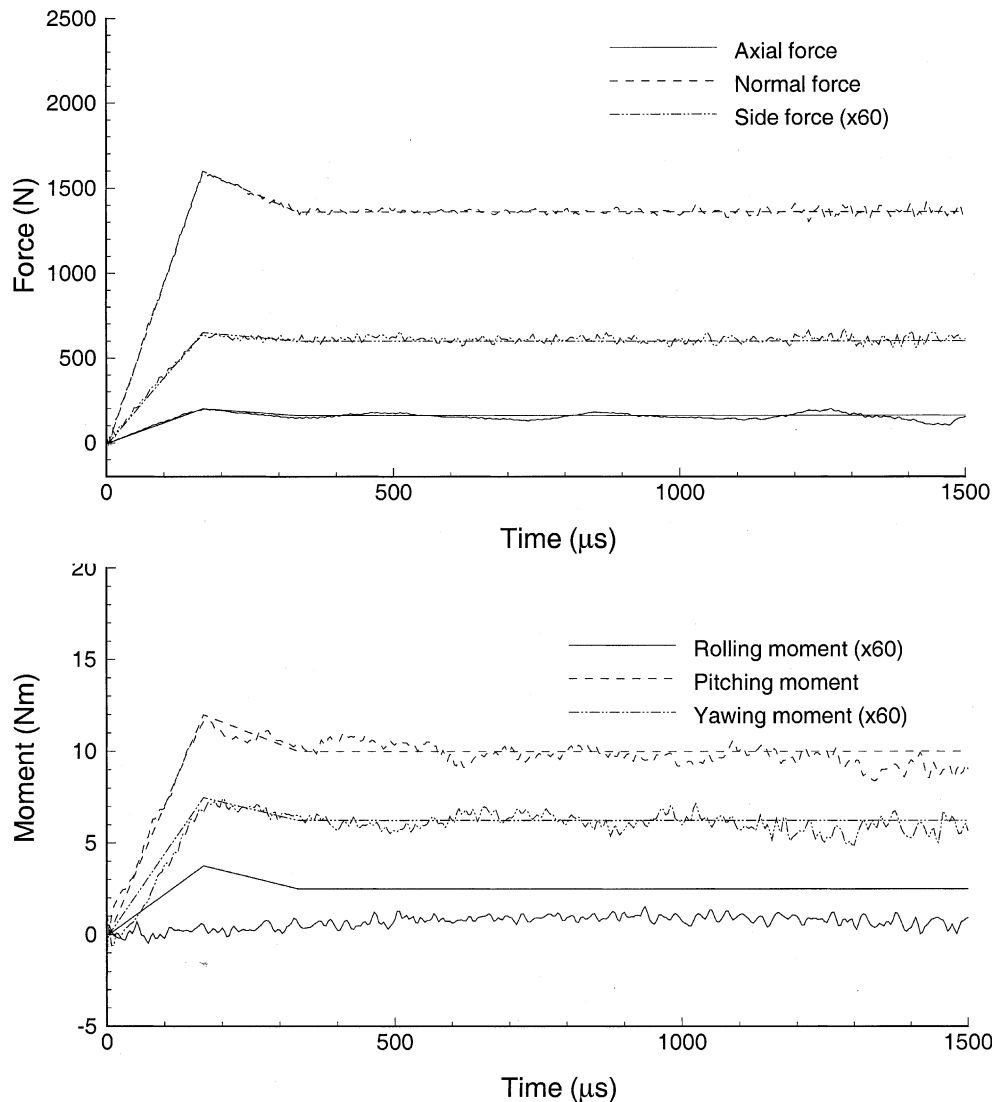 2500
2000
1500
1000
500
0
Force (N)
Axial force
Normal force
Side force (x60)
0
500
1000
1500
Time (μs)
20
15
10
5
0
-5
Moment (Nm)
Rolling moment (x60)
Pitching moment
Yawing moment (x60)
0
500
1000
1500
Time (μs)